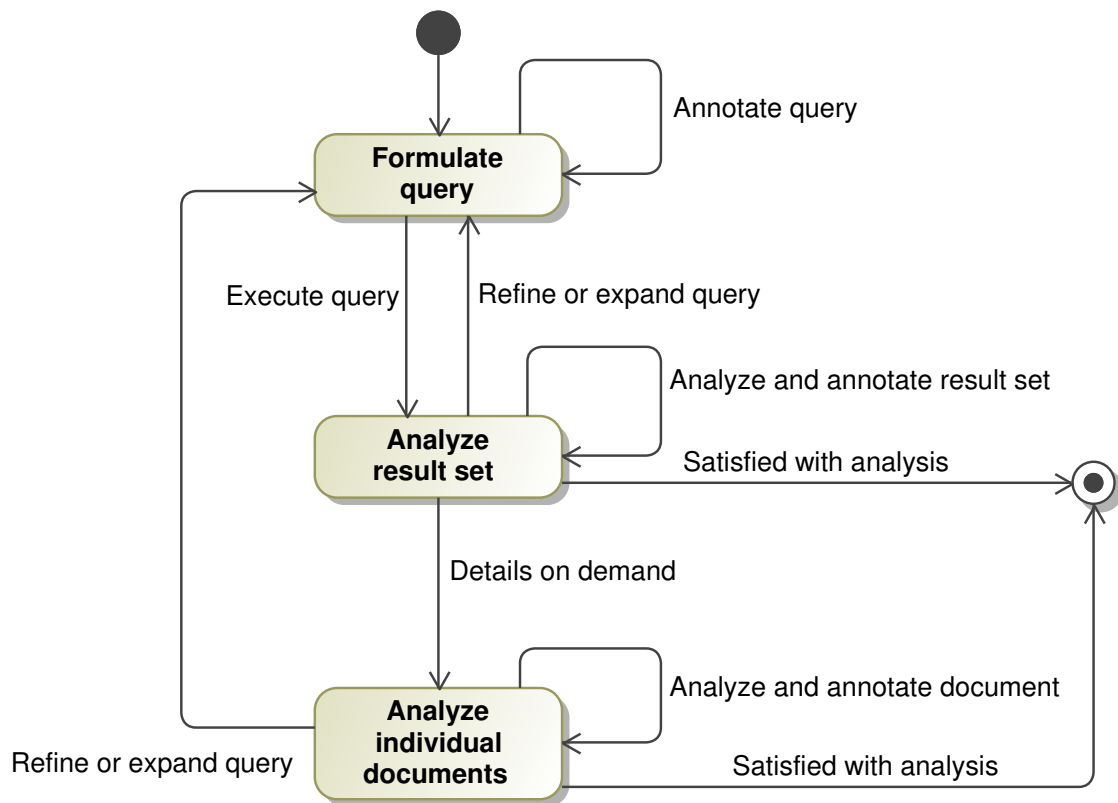 Annotate query
Formulate
query
Execute query
Refine or expand query
Analyze and annotate result set
Analyze
result set
Satisfied with analysis
Details on demand
Analyze and annotate document
Analyze
individual
documents
Refine or expand query
Satisfied with analysis